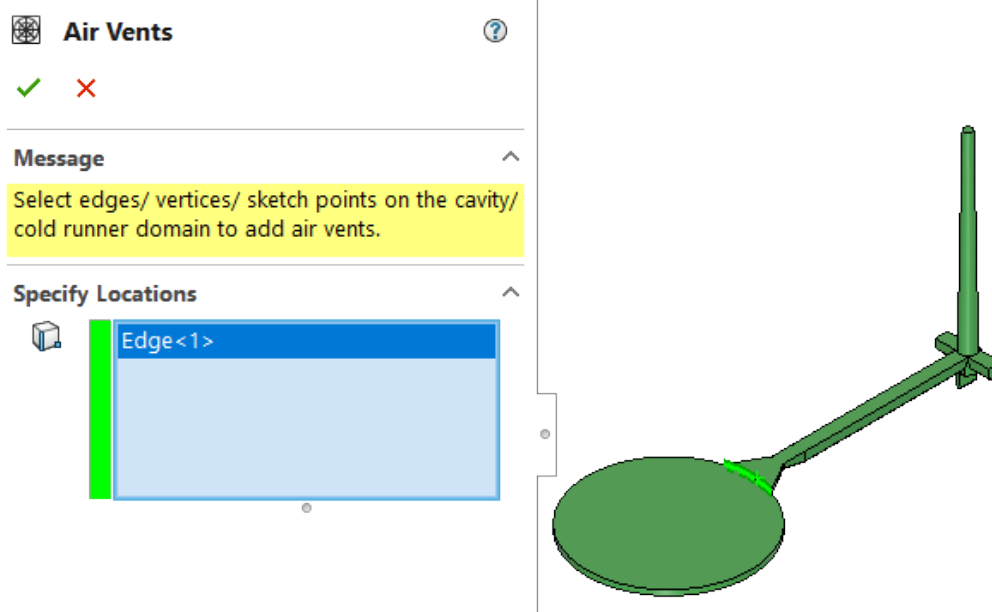 Air Vents
?
Message
Select edges/ vertices/ sketch points on the cavity/
cold runner domain to add air vents.
Specify Locations
Edge<1>